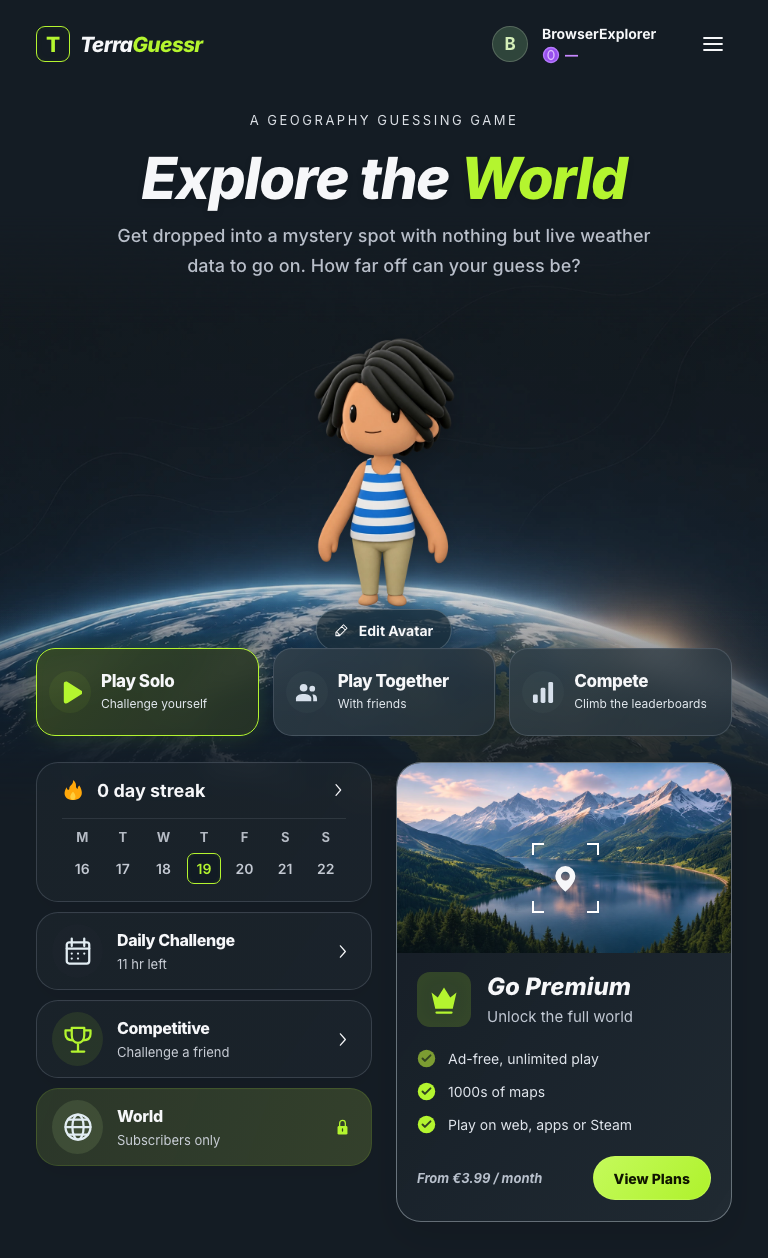 T TerraGuessr
B BrowserExplorer
0 —
A GEOGRAPHY GUESSING GAME
Explore the World
Get dropped into a mystery spot with nothing but live weather
data to go on. How far off can your guess be?
Edit Avatar
Play Solo
Challenge yourself
Play Together
With friends
Compete
Climb the leaderboards
0 day streak
M T W T F S S
16 17 18 19 20 21 22
Daily Challenge
11 hr left
Competitive
Challenge a friend
World
Subscribers only
Go Premium
Unlock the full world
Ad-free, unlimited play
1000s of maps
Play on web, apps or Steam
From €3.99 / month
View Plans